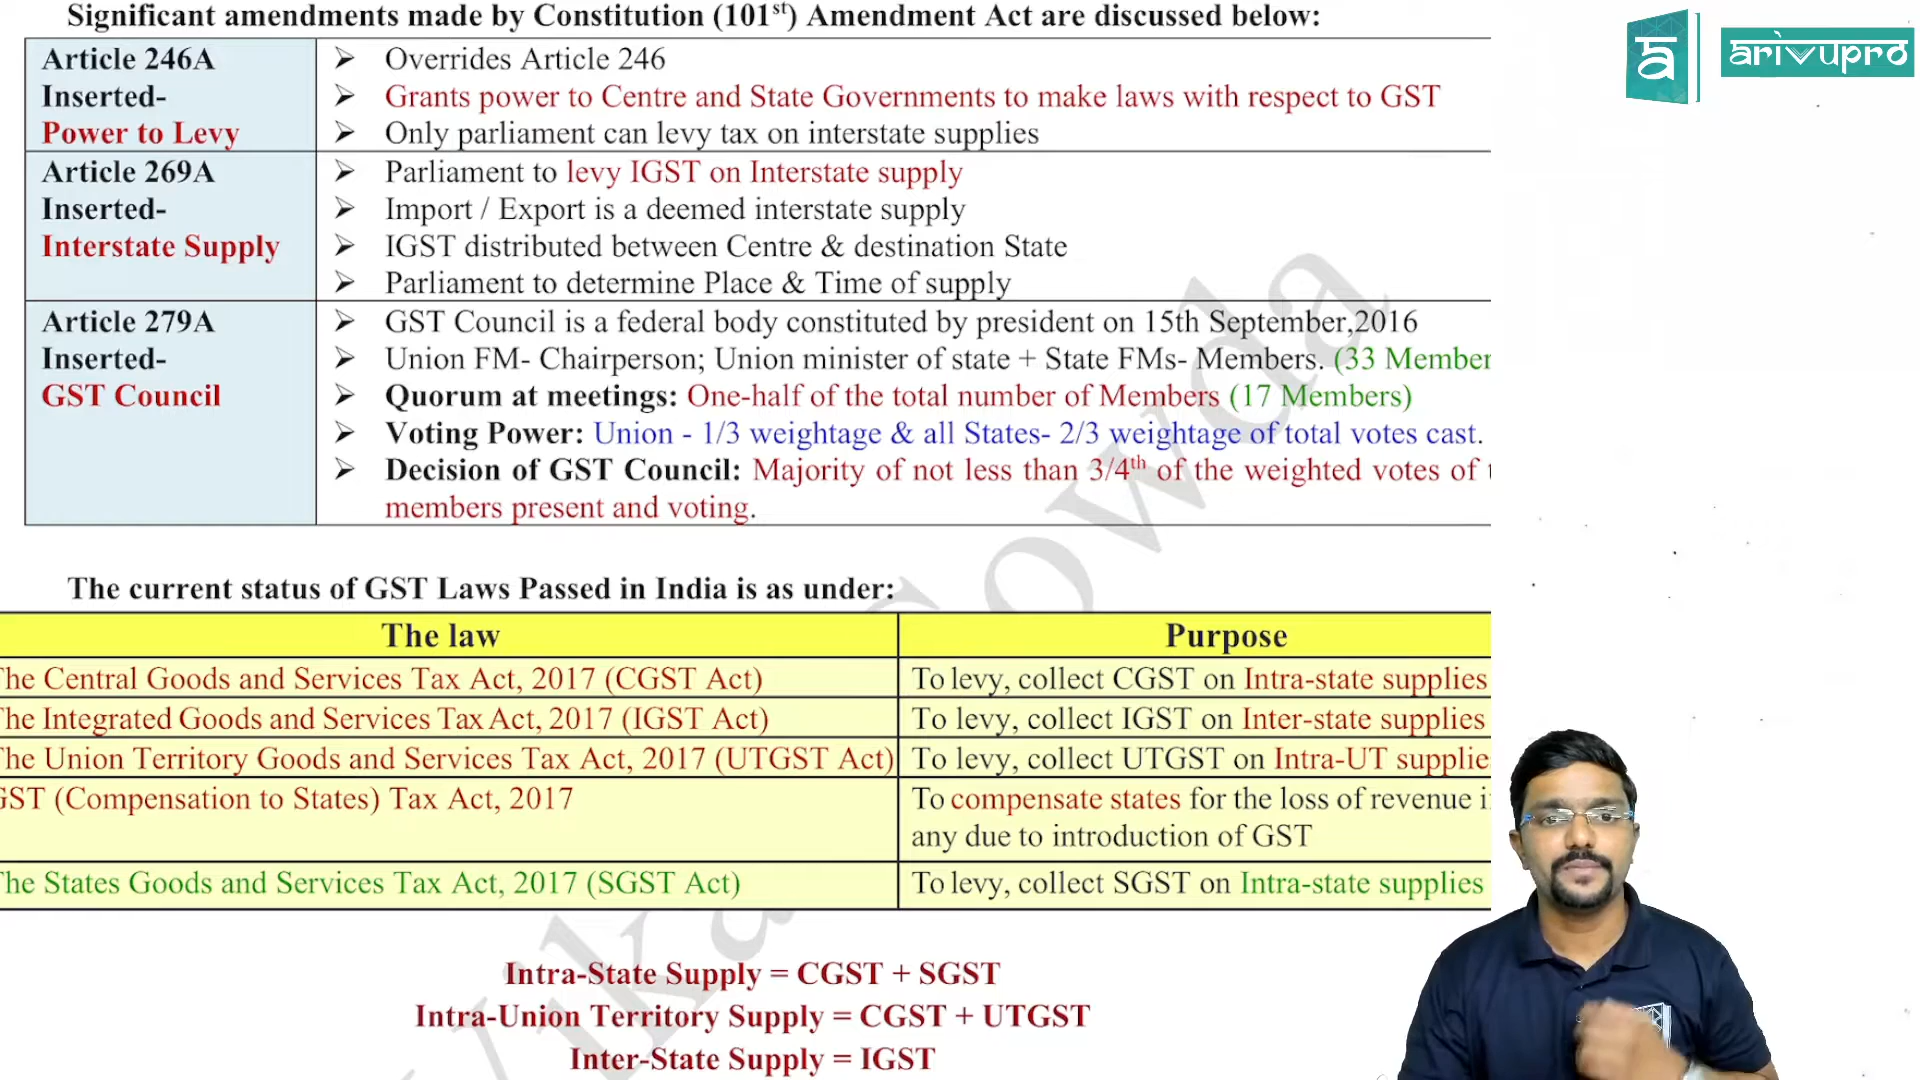 Significant amendments made by Constitution (101st) Amendment Act are discussed below:
Article 246A
Inserted-
Power to Levy
➢ Overrides Article 246
➢ Grants power to Centre and State Governments to make laws with respect to GST
➢ Only parliament can levy tax on interstate supplies
Article 269A
Inserted-
Interstate Supply
➢ Parliament to levy IGST on Interstate supply
➢ Import / Export is a deemed interstate supply
➢ IGST distributed between Centre & destination State
➢ Parliament to determine Place & Time of supply
Article 279A
Inserted-
GST Council
➢ GST Council is a federal body constituted by president on 15th September,2016
➢ Union FM- Chairperson; Union minister of state + State FMs- Members. (33 Member
➢ Quorum at meetings: One-half of the total number of Members (17 Members)
➢ Voting Power: Union - 1/3 weightage & all States- 2/3 weightage of total votes cast.
➢ Decision of GST Council: Majority of not less than 3/4th of the weighted votes of
members present and voting.
The current status of GST Laws Passed in India is as under:
The law Purpose
he Central Goods and Services Tax Act, 2017 (CGST Act) To levy, collect CGST on Intra-state supplies
he Integrated Goods and Services Tax Act, 2017 (IGST Act) To levy, collect IGST on Inter-state supplies
he Union Territory Goods and Services Tax Act, 2017 (UTGST Act) To levy, collect UTGST on Intra-UT supplie
GST (Compensation to States) Tax Act, 2017 To compensate states for the loss of revenue i
any due to introduction of GST
he States Goods and Services Tax Act, 2017 (SGST Act) To levy, collect SGST on Intra-state supplies
Intra-State Supply = CGST + SGST
Intra-Union Territory Supply = CGST + UTGST
Inter-State Supply = IGST
arivupro